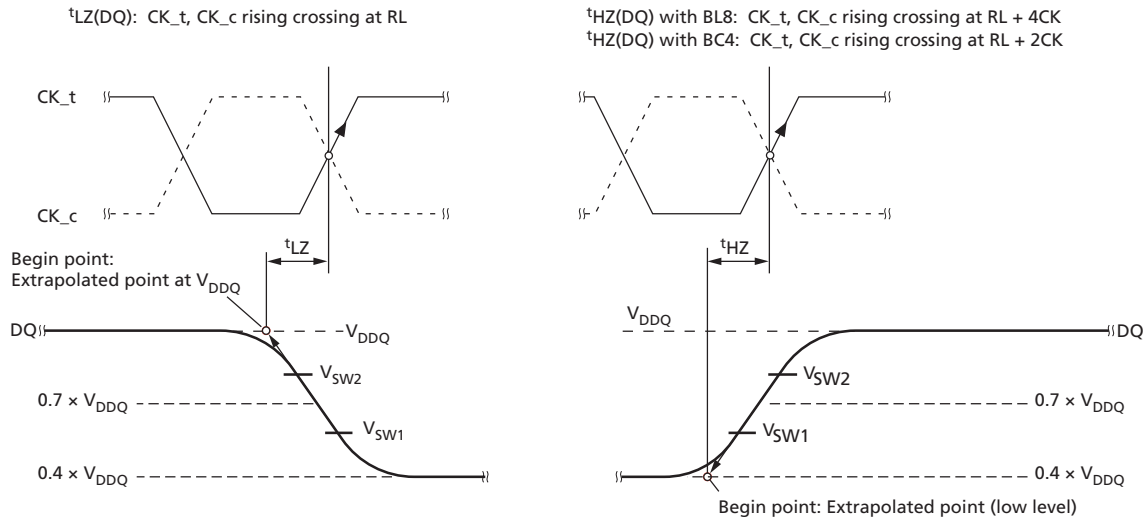 tLZ(DQ): CK_t, CK_c rising crossing at RL
tHZ(DQ) with BL8: CK_t, CK_c rising crossing at RL + 4CK
tHZ(DQ) with BC4: CK_t, CK_c rising crossing at RL + 2CK
CK_t
CK_c
tLZ
Begin point:
Extrapolated point at VDDQ
DQ
VDDQ
VSW2
0.7 × VDDQ
VSW1
0.4 × VDDQ
tHZ
VDDQ
DQ
VSW2
0.7 × VDDQ
VSW1
0.4 × VDDQ
Begin point: Extrapolated point (low level)